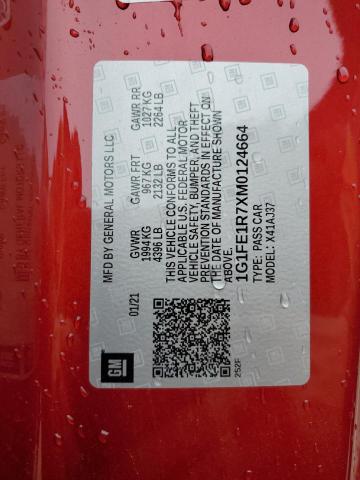 MFD BY GENERAL MOTORS LLC
01/21 GVWR GAWR FRT GAWR RR
1994 KG 967 KG 1027 KG
4396 LB 2132 LB 2264 LB
THIS VEHICLE CONFORMS TO ALL
APPLICABLE U.S. FEDERAL MOTOR
VEHICLE SAFETY, BUMPER, AND THEFT
PREVENTION STANDARDS IN EFFECT ON
THE DATE OF MANUFACTURE SHOWN
ABOVE.
1G1FE1R7XM0124664
TYPE: PASS CAR
MODEL: X41AJ37
GM
252F